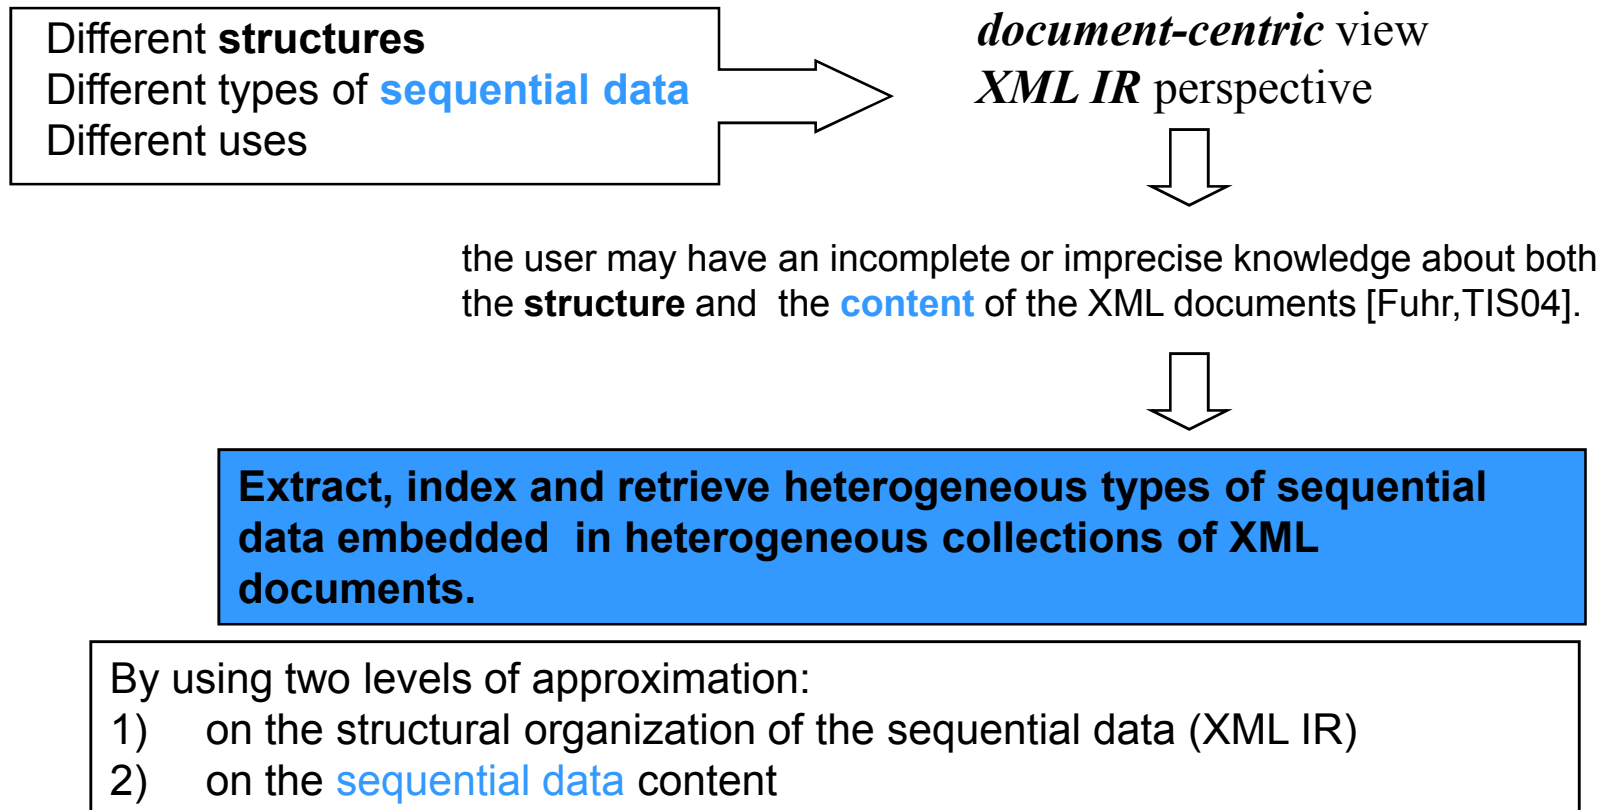 Different structures
Different types of sequential data
Different uses
document-centric view
XML IR perspective
the user may have an incomplete or imprecise knowledge about both
the structure and the content of the XML documents [Fuhr,TIS04].
Extract, index and retrieve heterogeneous types of sequential
data embedded in heterogeneous collections of XML
documents.
By using two levels of approximation:
1) on the structural organization of the sequential data (XML IR)
2) on the sequential data content